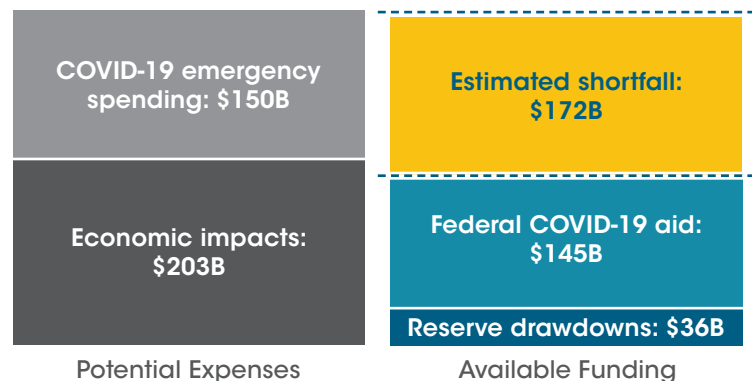 COVID-19 emergency
spending: $150B
Economic impacts:
$203B
Potential Expenses
Estimated shortfall:
$172B
Federal COVID-19 aid:
$145B
Reserve drawdowns: $36B
Available Funding